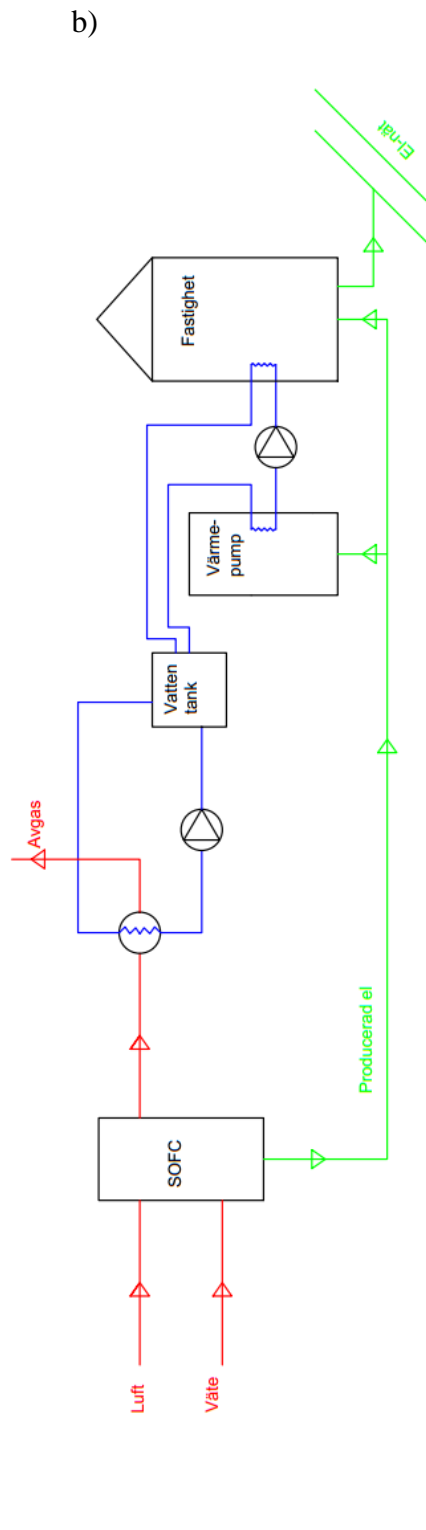 b)
El-nät
Fastighet
Värme-
pump
Vatten
tank
Avgas
Producerad el
SOFC
Luft
Väte